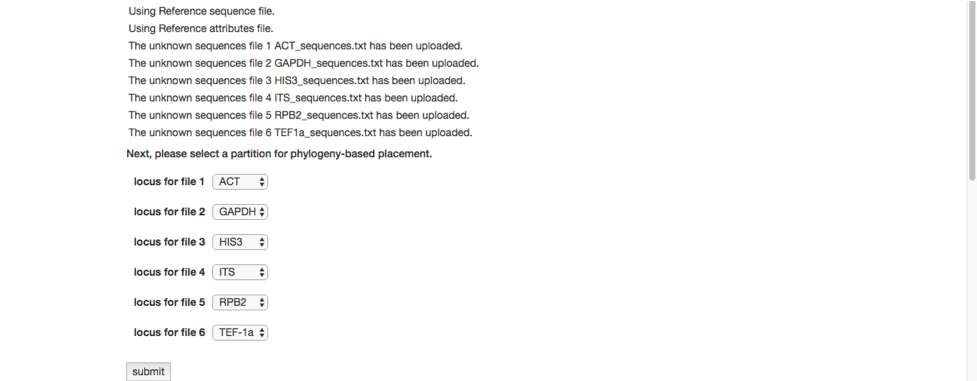 Using Reference sequence file.
Using Reference attributes file.
The unknown sequences file 1 ACT_sequences.txt has been uploaded.
The unknown sequences file 2 GAPDH_sequences.txt has been uploaded.
The unknown sequences file 3 HIS3_sequences.txt has been uploaded.
The unknown sequences file 4 ITS_sequences.txt has been uploaded.
The unknown sequences file 5 RPB2_sequences.txt has been uploaded.
The unknown sequences file 6 TEF1a_sequences.txt has been uploaded.
Next, please select a partition for phylogeny-based placement.
locus for file 1 ACT
locus for file 2 GAPDH
locus for file 3 HIS3
locus for file 4 ITS
locus for file 5 RPB2
locus for file 6 TEF-1a
submit